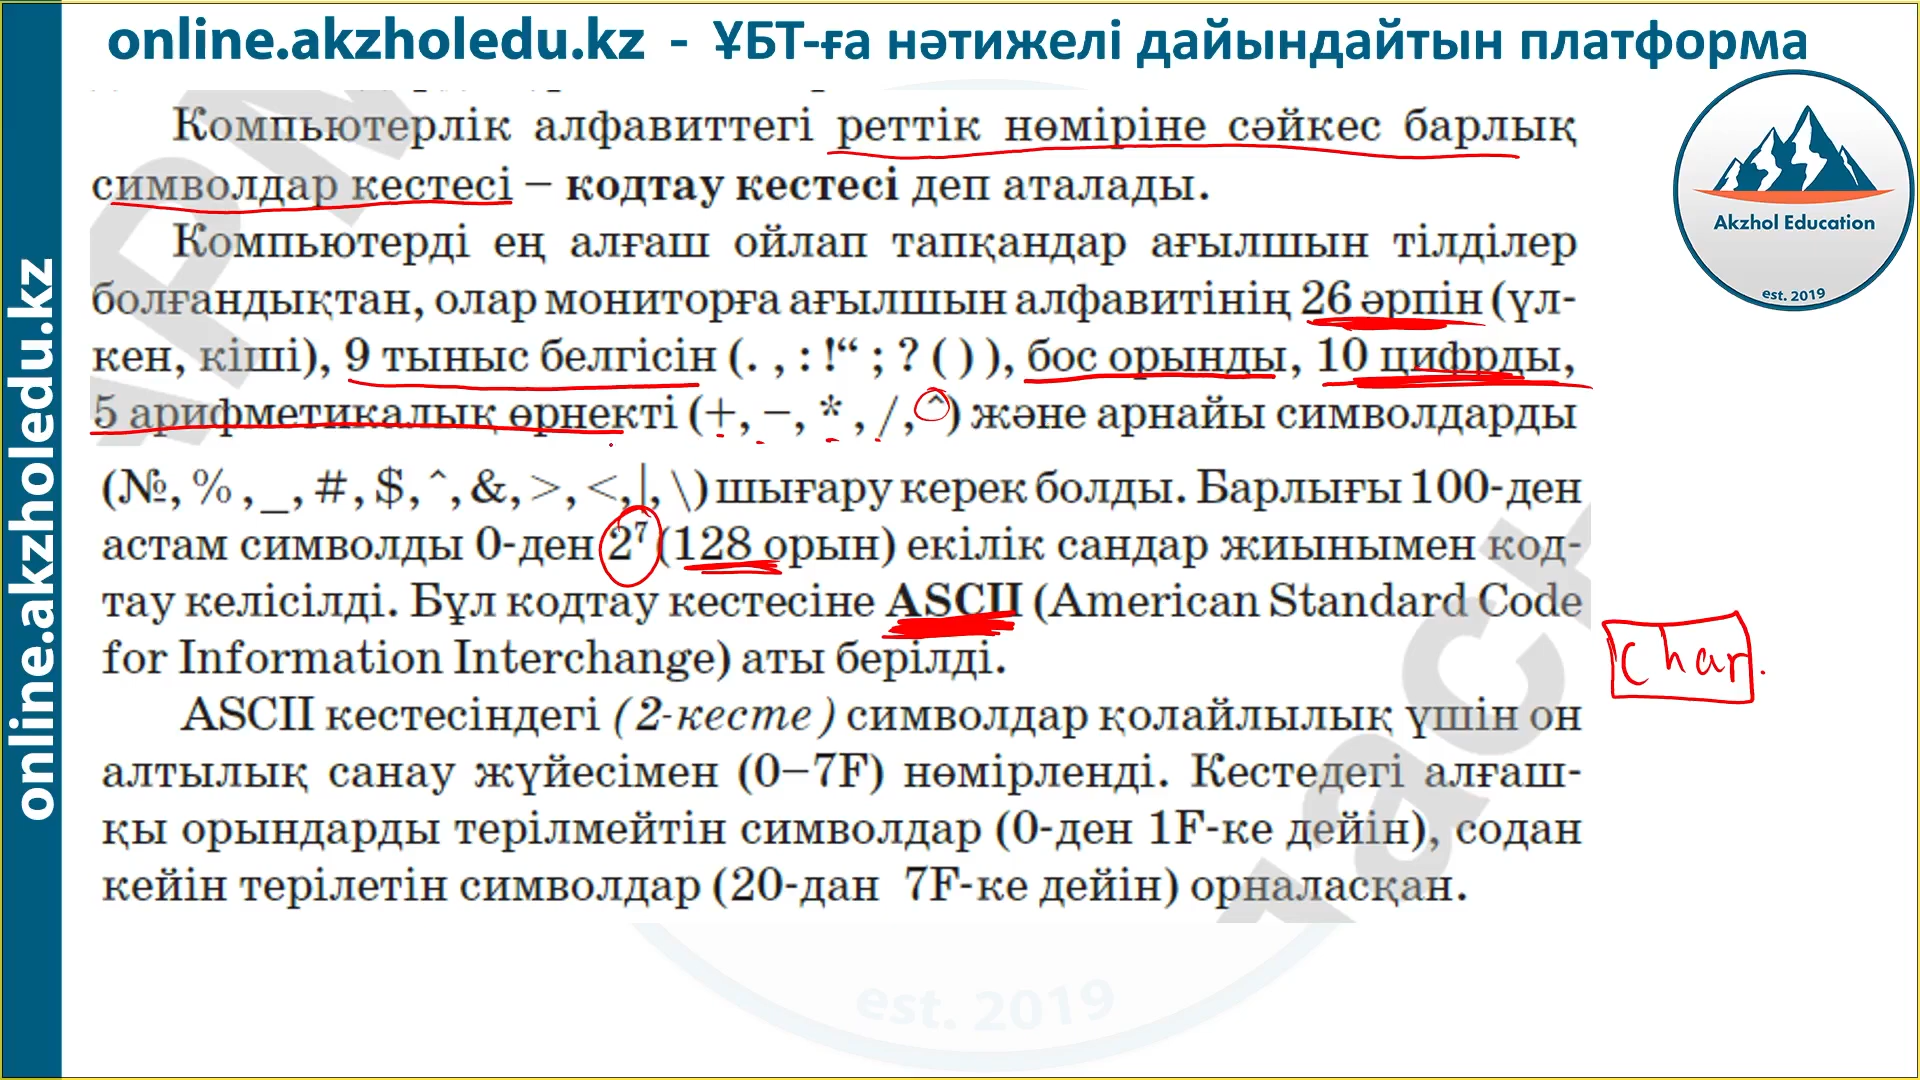 online.akzholedu.kz - ҰБТ-ға нәтижелі дайындайтын платформа
Компьютерлік алфавиттегі реттік нөміріне сәйкес барлық
символдар кестесі – кодтау кестесі деп аталады.
Компьютерді ең алғаш ойлап тапқандар ағылшын тілділер
болғандықтан, олар мониторға ағылшын алфавитінің 26 әрпін (үл-
кен, кіші), 9 тыныс белгісін (. , : !“ ; ? ( ) ), бос орынды, 10 цифрды,
5 арифметикалық өрнекті (+, −, *, /, ^) және арнайы символдарды
(№, %, _, #, $, ^, &, >, <, |, \) шығару керек болды. Барлығы 100-ден
астам символды 0-ден 2⁷ (128 орын) екілік сандар жиынымен код-
тау келісілді. Бұл кодтау кестесіне ASCII (American Standard Code
for Information Interchange) аты берілді.
ASCII кестесіндегі (2-кесте) символдар қолайлылық үшін он
алтылық санау жүйесімен (0–7F) нөмірленді. Кестедегі алғаш-
қы орындарды терілмейтін символдар (0-ден 1F-ке дейін), содан
кейін терілетін символдар (20-дан 7F-ке дейін) орналасқан.
char.
Akzhol Education
est. 2019
online.akzholedu.kz
est. 2019